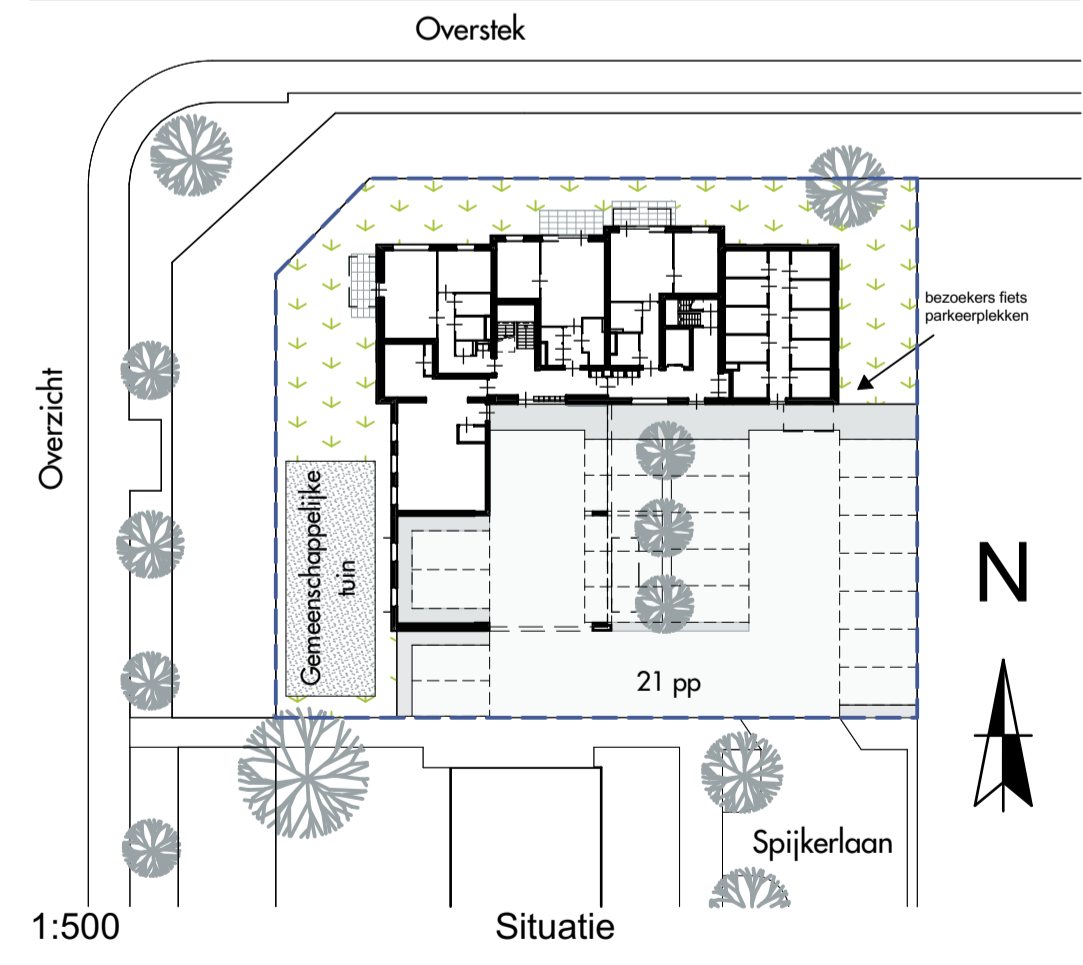 Overstek
bezoekers fiets
parkeerplekken
Overzicht
Gemeenschappelijke
tuin
N
21 pp
Spijkerlaan
1:500
Situatie